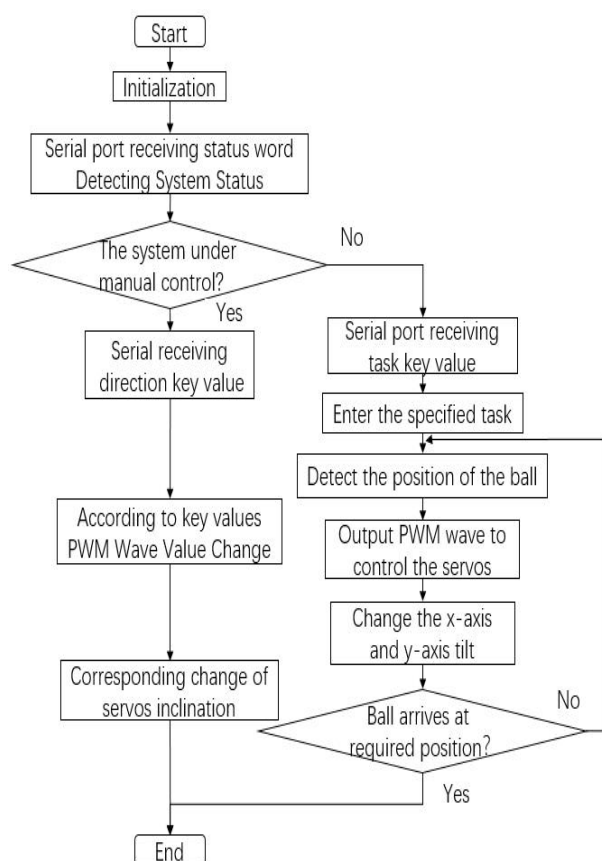 Start
Initialization
Serial port receiving status word
Detecting System Status
The system under
manual control?
No
Yes
Serial receiving
direction key value
Serial port receiving
task key value
Enter the specified task
Detect the position of the ball
According to key values
PWM Wave Value Change
Output PWM wave to
control the servos
Change the x-axis
and y-axis tilt
Corresponding change of
servos inclination
Ball arrives at
required position?
No
Yes
End